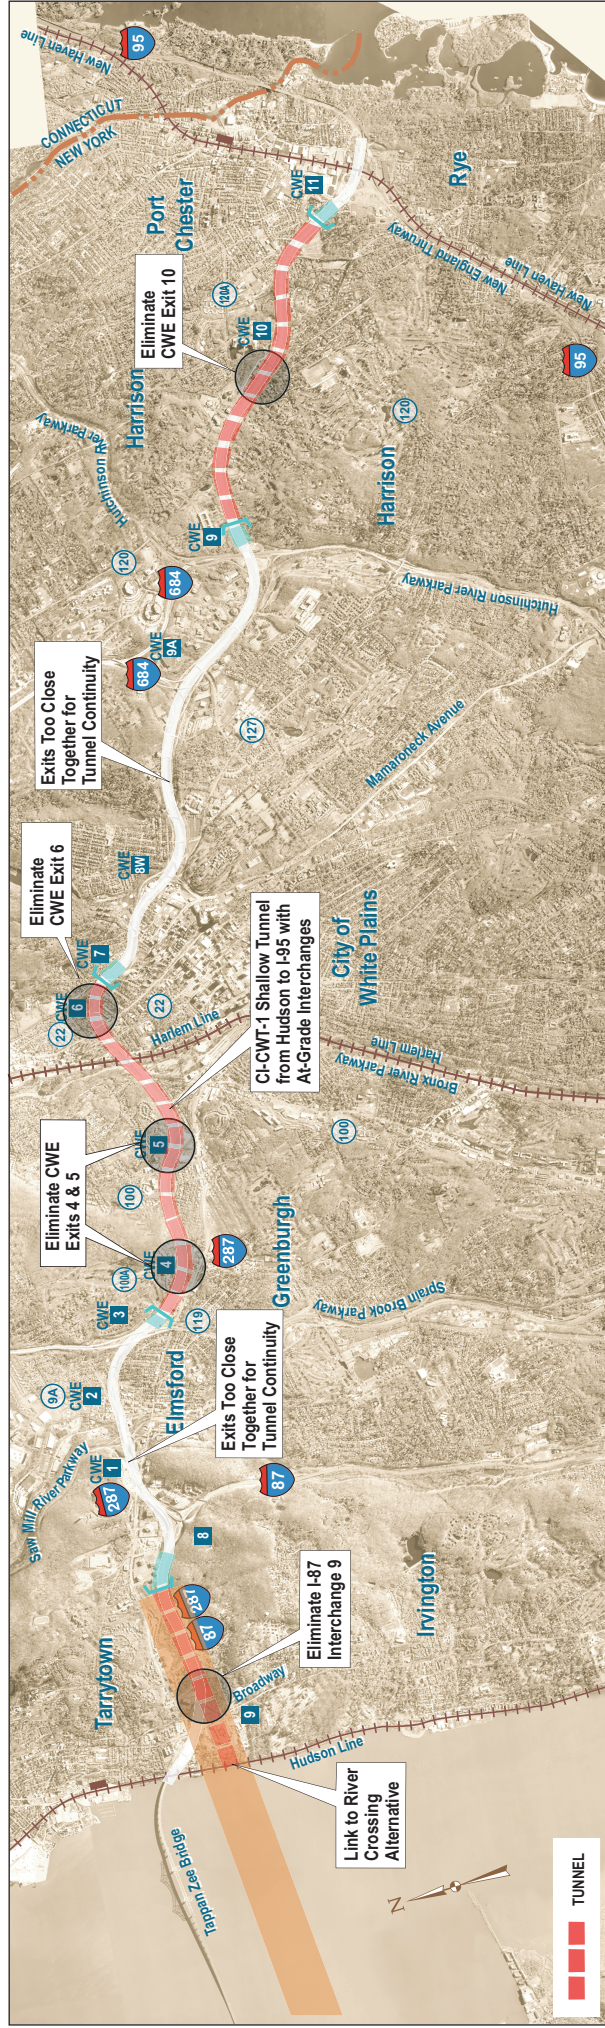 Tappan Zee Bridge
N
TUNNEL
Link to River
Crossing
Alternative
Hudson Line
Tarrytown
Broadway
9
Eliminate I-87
Interchange 9
87
287
Irvington
8
Saw Mill River Parkway
287
CWE
1
87
Exits Too Close
Together for
Tunnel Continuity
9A
CWE
2
Elmsford
CWE
3
119
Sprain Brook Parkway
100A
CWE
4
287
Greenburgh
Eliminate CWE
Exits 4 & 5
100
CWE
5
100
CI-CWT-1 Shallow Tunnel
from Hudson to I-95 with
At-Grade Interchanges
Harlem Line
Bronx River Parkway
Harlem Line
22
CWE
6
22
Eliminate
CWE Exit 6
CWE
7
City of
White Plains
CWE
8W
Exits Too Close
Together for
Tunnel Continuity
Mamaroneck Avenue
127
684
CWE
9A
684
120
Hutchinson River Parkway
CWE
9
Hutchinson River Parkway
Harrison
Harrison
120
Eliminate
CWE Exit 10
CWE
10
120A
95
Port
Chester
CWE
11
New England Thruway
New Haven Line
Rye
CONNECTICUT
NEW YORK
New Haven Line
95